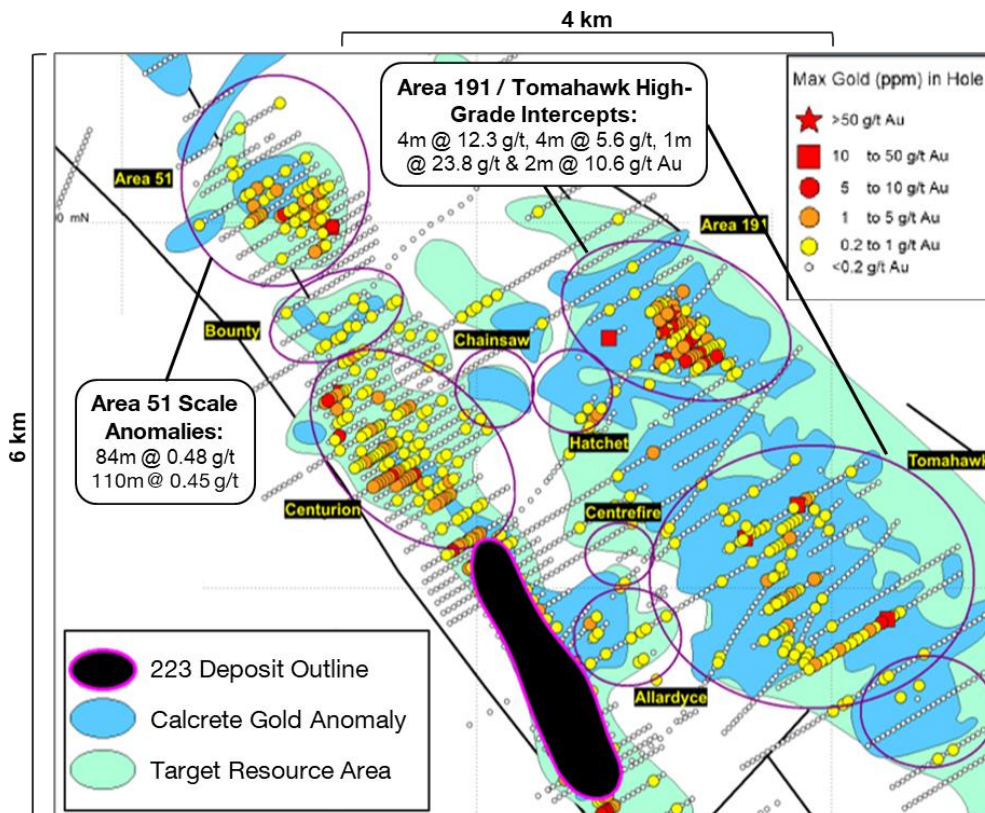 4 km
6 km
Area 191 / Tomahawk High-
Grade Intercepts:
4m @ 12.3 g/t, 4m @ 5.6 g/t, 1m
@ 23.8 g/t & 2m @ 10.6 g/t Au
Max Gold (ppm) in Hole
>50 g/t Au
10 to 50 g/t Au
5 to 10 g/t Au
1 to 5 g/t Au
0.2 to 1 g/t Au
<0.2 g/t Au
Area 51
0 mN
Area 191
Bounty
Chainsaw
Area 51 Scale
Anomalies:
84m @ 0.48 g/t
110m @ 0.45 g/t
Hatchet
Tomahawk
Centurion
Centrefire
Allardyce
223 Deposit Outline
Calcrete Gold Anomaly
Target Resource Area